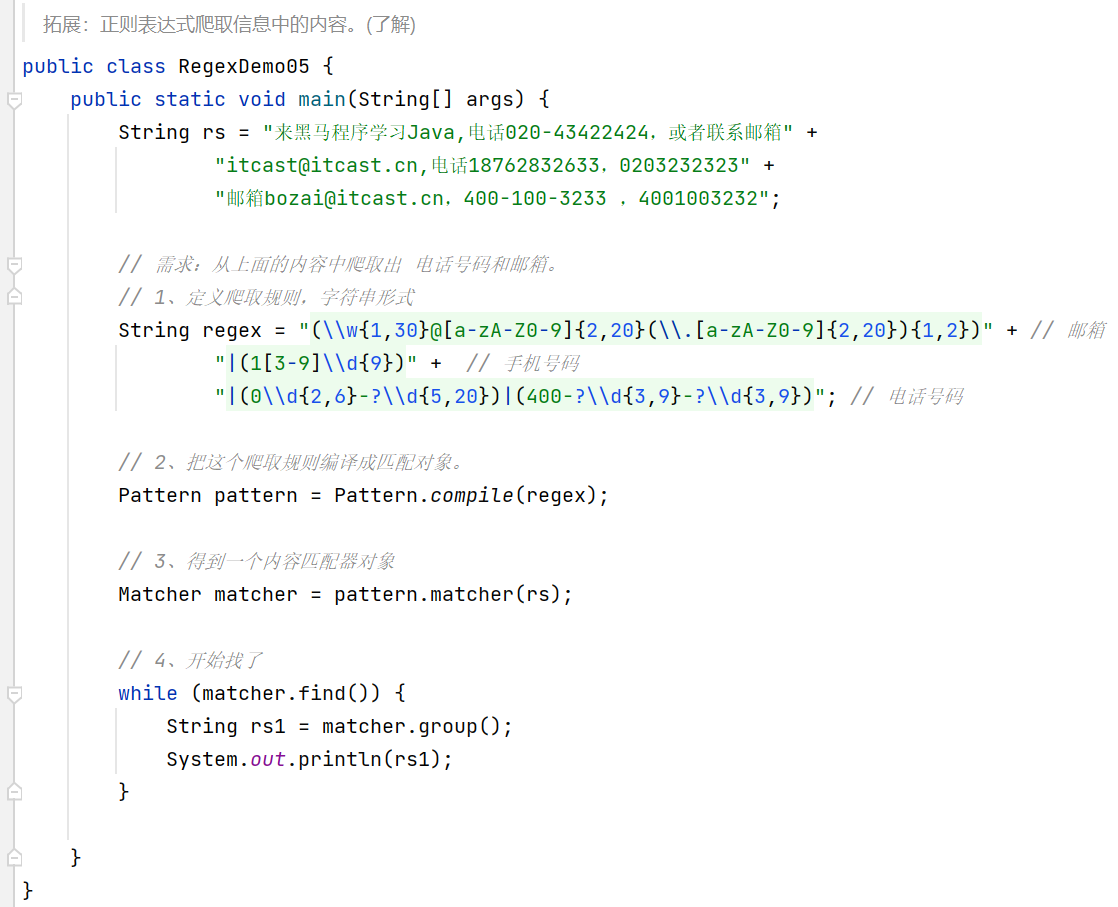 拓展：正则表达式爬取信息中的内容。(了解)
public class RegexDemo05 {
    public static void main(String[] args) {
        String rs = "来黑马程序学习Java,电话020-43422424，或者联系邮箱" +
                "itcast@itcast.cn,电话18762832633，0203232323" +
                "邮箱bozai@itcast.cn，400-100-3233 ，4001003232";
        // 需求：从上面的内容中爬取出 电话号码和邮箱。
        // 1、定义爬取规则，字符串形式
        String regex = "(\\w{1,30}@[a-zA-Z0-9]{2,20}(\\.[a-zA-Z0-9]{2,20}){1,2})" + // 邮箱
                "|(1[3-9]\\d{9})" +  // 手机号码
                "|(0\\d{2,6}-?\\d{5,20})|(400-?\\d{3,9}-?\\d{3,9})"; // 电话号码
        // 2、把这个爬取规则编译成匹配对象。
        Pattern pattern = Pattern.compile(regex);
        // 3、得到一个内容匹配器对象
        Matcher matcher = pattern.matcher(rs);
        // 4、开始找了
        while (matcher.find()) {
            String rs1 = matcher.group();
            System.out.println(rs1);
        }
    }
}